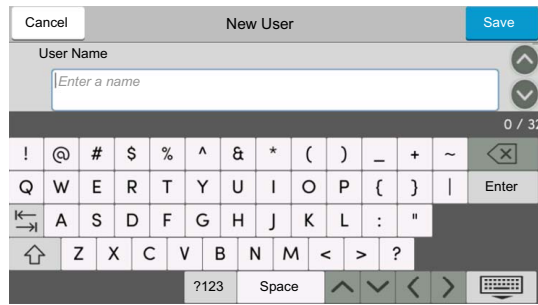 Cancel New User Save
User Name
Enter a name
0 / 32
! @ # $ % ^ & * ( ) _ + ~
Q W E R T Y U I O P { } | Enter
A S D F G H J K L : "
Z X C V B N M < > ?
?123 Space